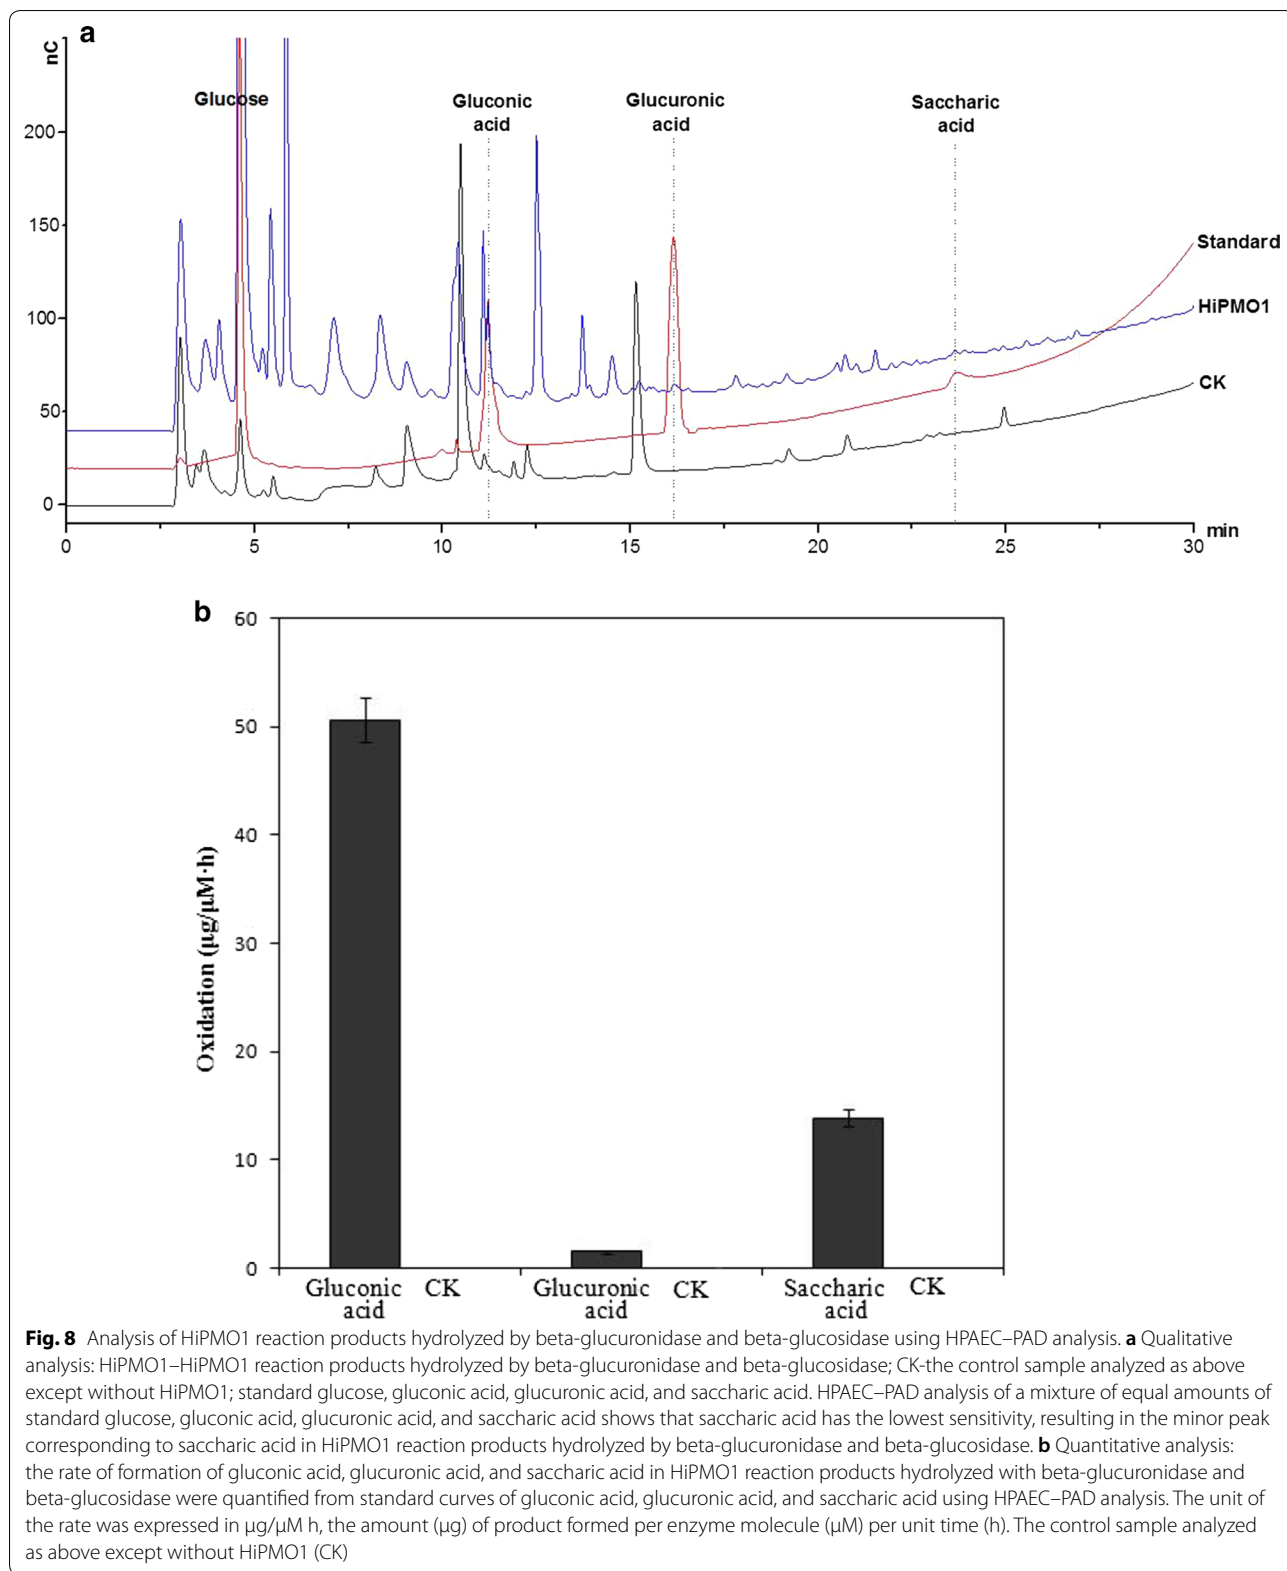 a
nC
Glucose
Gluconic
acid
Glucuronic
acid
Saccharic
acid
200
150
100
50
0
Standard
HiPMO1
CK
0 5 10 15 20 25 30
min
b
60
50
40
30
20
10
0
Oxidation (µg/µM·h)
Gluconic
acid
CK
Glucuronic
acid
CK
Saccharic
acid
CK
Fig. 8 Analysis of HiPMO1 reaction products hydrolyzed by beta-glucuronidase and beta-glucosidase using HPAEC–PAD analysis. a Qualitative
analysis: HiPMO1–HiPMO1 reaction products hydrolyzed by beta-glucuronidase and beta-glucosidase; CK-the control sample analyzed as above
except without HiPMO1; standard glucose, gluconic acid, glucuronic acid, and saccharic acid. HPAEC–PAD analysis of a mixture of equal amounts of
standard glucose, gluconic acid, glucuronic acid, and saccharic acid shows that saccharic acid has the lowest sensitivity, resulting in the minor peak
corresponding to saccharic acid in HiPMO1 reaction products hydrolyzed by beta-glucuronidase and beta-glucosidase. b Quantitative analysis:
the rate of formation of gluconic acid, glucuronic acid, and saccharic acid in HiPMO1 reaction products hydrolyzed with beta-glucuronidase and
beta-glucosidase were quantified from standard curves of gluconic acid, glucuronic acid, and saccharic acid using HPAEC–PAD analysis. The unit of
the rate was expressed in µg/µM h, the amount (µg) of product formed per enzyme molecule (µM) per unit time (h). The control sample analyzed
as above except without HiPMO1 (CK)